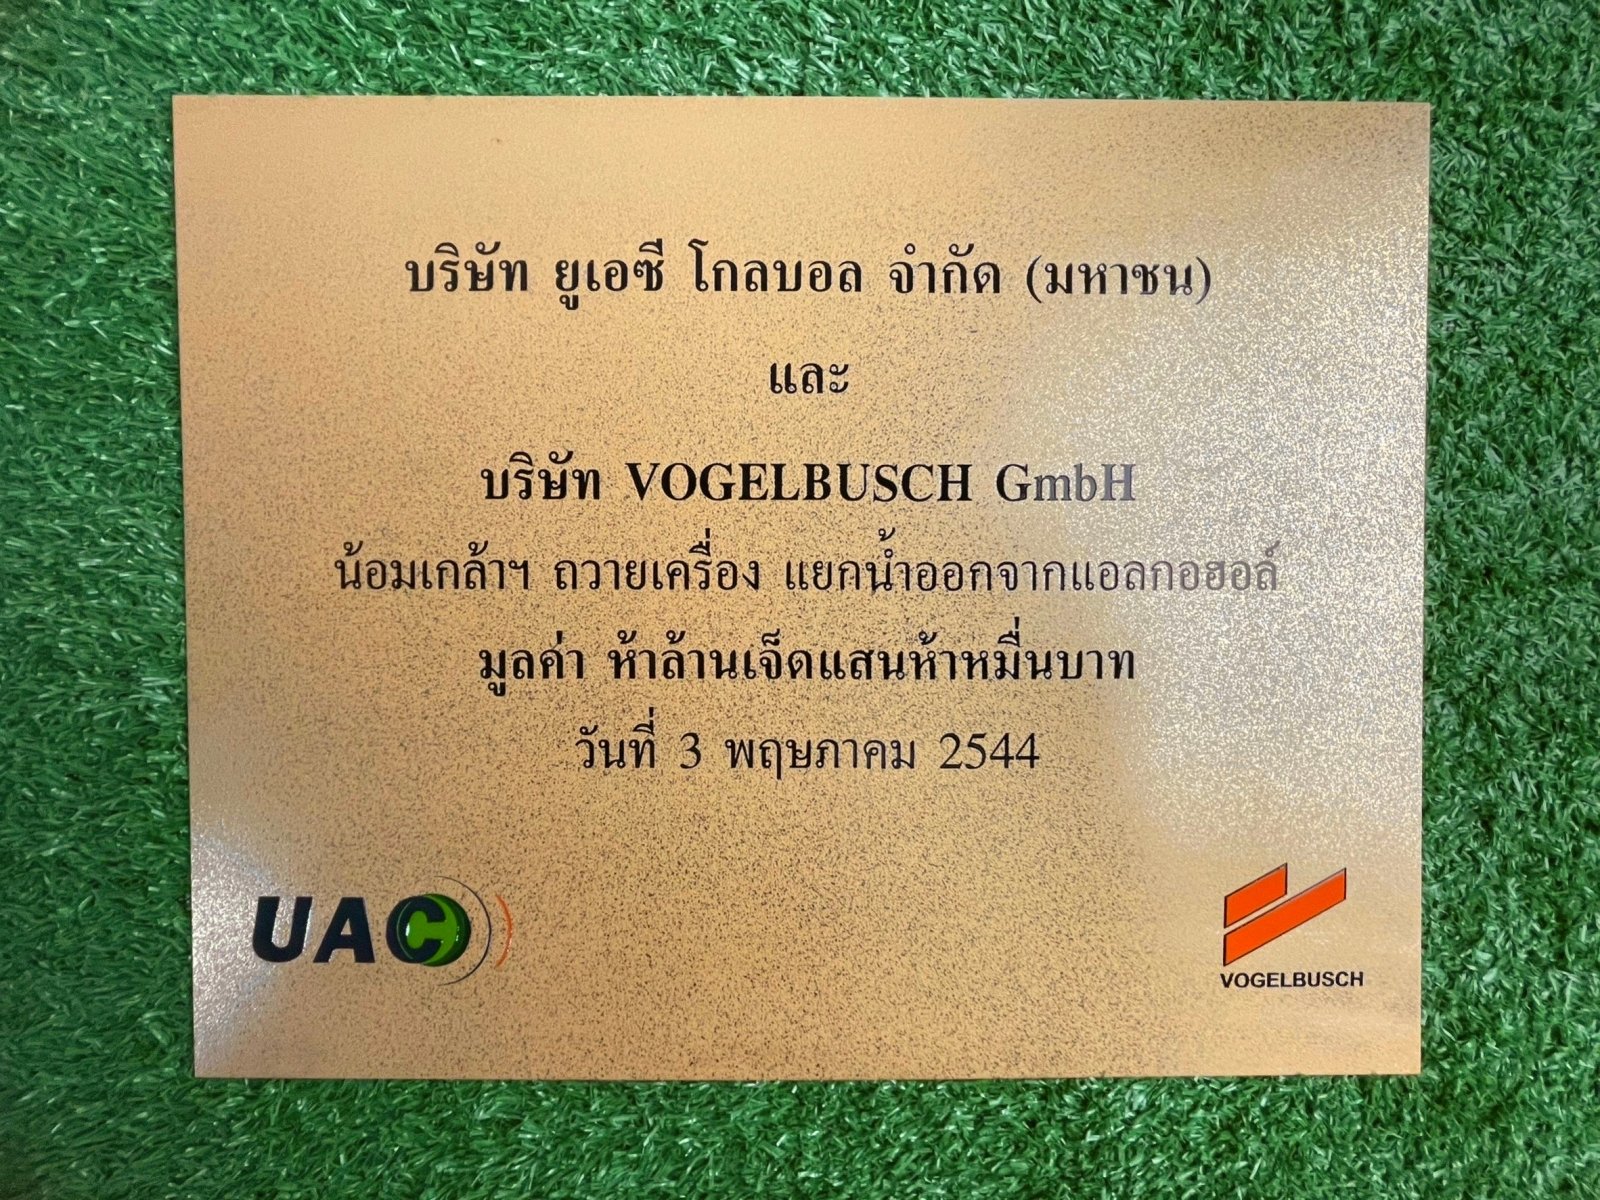 บริษัท ยูเอซี โกลบอล จำกัด (มหาชน)
และ
บริษัท VOGELBUSCH GmbH
น้อมเกล้าฯ ถวายเครื่อง แยกน้ำออกจากแอลกอฮอล์
มูลค่า ห้าล้านเจ็ดแสนห้าหมื่นบาท
วันที่ 3 พฤษภาคม 2544
UAC
VOGELBUSCH